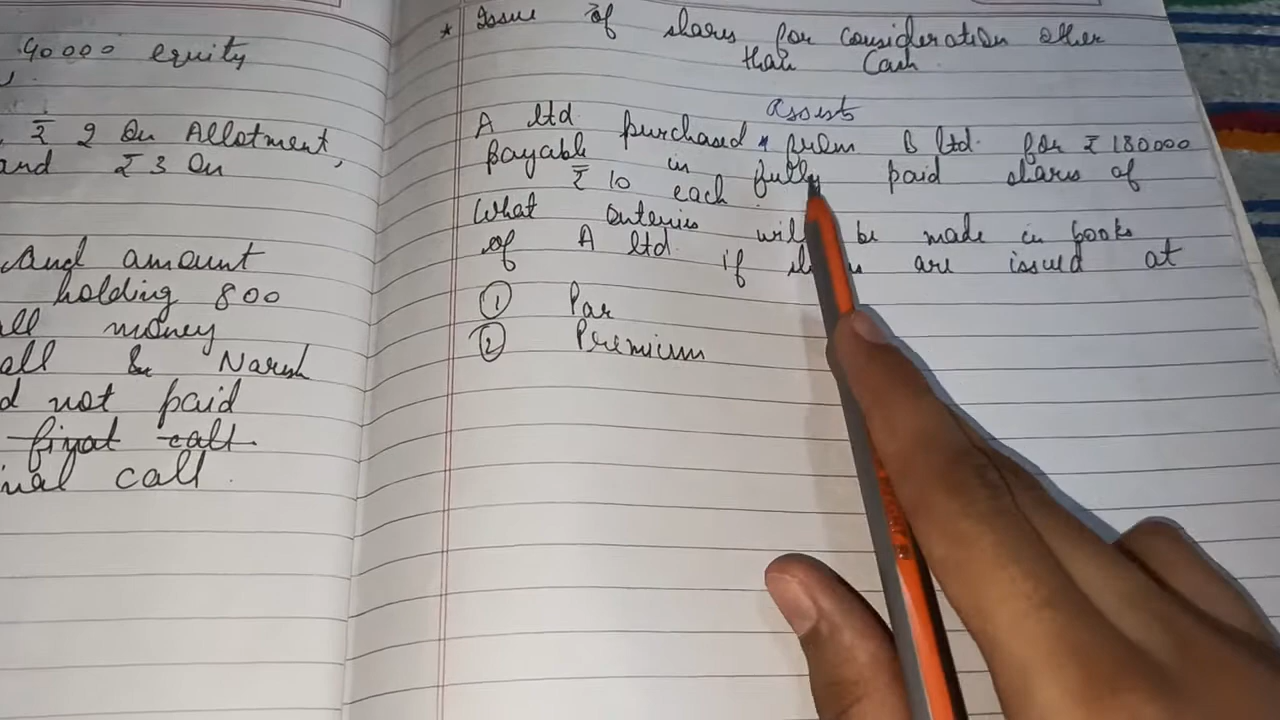 40000 equity
₹ 2 On Allotment,
and ₹ 3 On
And amount
holding 800
all money
all & Naresh
d not paid
final call
call
* Issue of shares for consideration other
than Cash
assets
A ltd purchased from B ltd. for ₹ 180000
payable in fully paid shares of
₹ 10 each
What enteries will be made in books
of A ltd if are issued at
① Par
② Premium